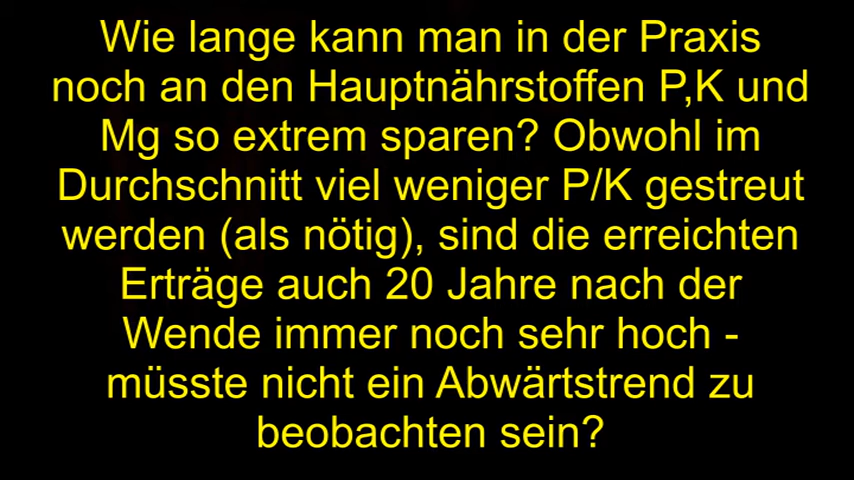 Wie lange kann man in der Praxis
noch an den Hauptnährstoffen P,K und
Mg so extrem sparen? Obwohl im
Durchschnitt viel weniger P/K gestreut
werden (als nötig), sind die erreichten
Erträge auch 20 Jahre nach der
Wende immer noch sehr hoch -
müsste nicht ein Abwärtstrend zu
beobachten sein?